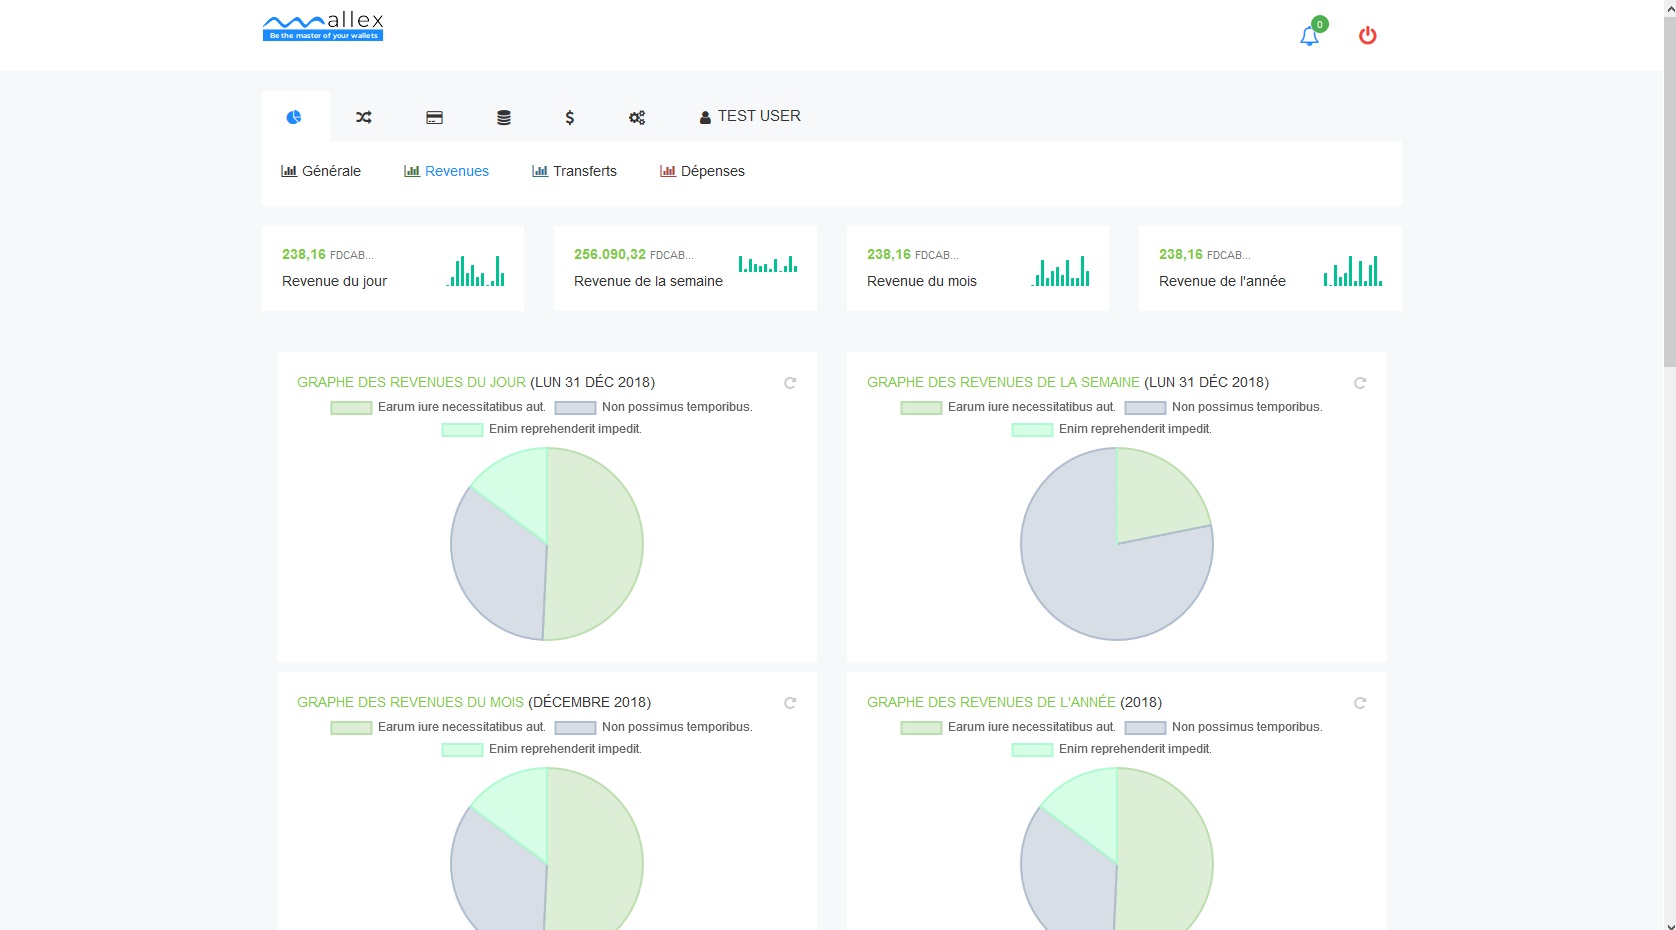 allex
Be the master of your wallets
0
TEST USER
Générale
Revenues
Transferts
Dépenses
238,16 FDCAB...
Revenue du jour
256.090,32 FDCAB...
Revenue de la semaine
238,16 FDCAB...
Revenue du mois
238,16 FDCAB...
Revenue de l'année
GRAPHE DES REVENUES DU JOUR (LUN 31 DÉC 2018)
Earum iure necessitatibus aut. Non possimus temporibus.
Enim reprehenderit impedit.
GRAPHE DES REVENUES DE LA SEMAINE (LUN 31 DÉC 2018)
Earum iure necessitatibus aut. Non possimus temporibus.
Enim reprehenderit impedit.
GRAPHE DES REVENUES DU MOIS (DÉCEMBRE 2018)
Earum iure necessitatibus aut. Non possimus temporibus.
Enim reprehenderit impedit.
GRAPHE DES REVENUES DE L'ANNÉE (2018)
Earum iure necessitatibus aut. Non possimus temporibus.
Enim reprehenderit impedit.